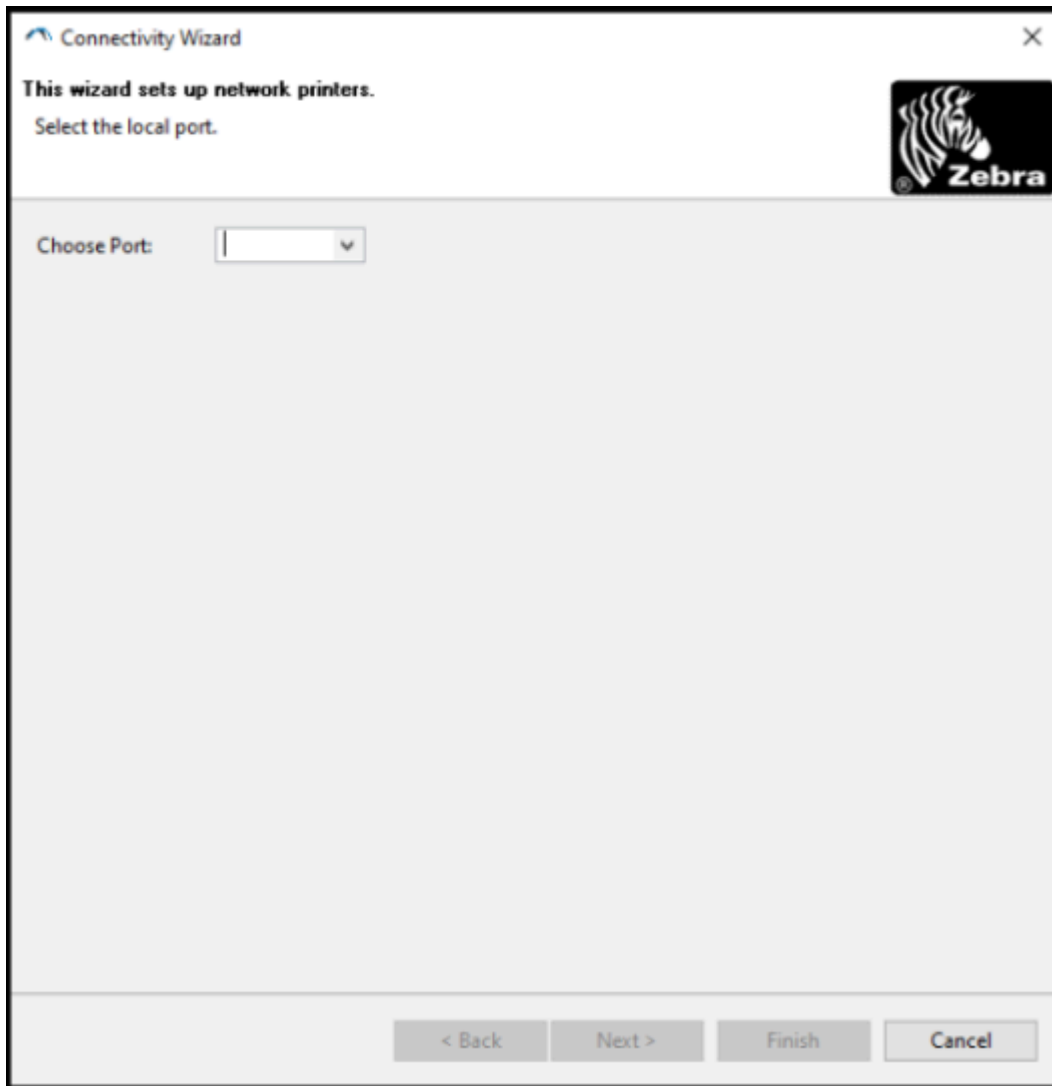 Connectivity Wizard
This wizard sets up network printers.
Select the local port.
® Zebra
Choose Port:
< Back Next > Finish Cancel